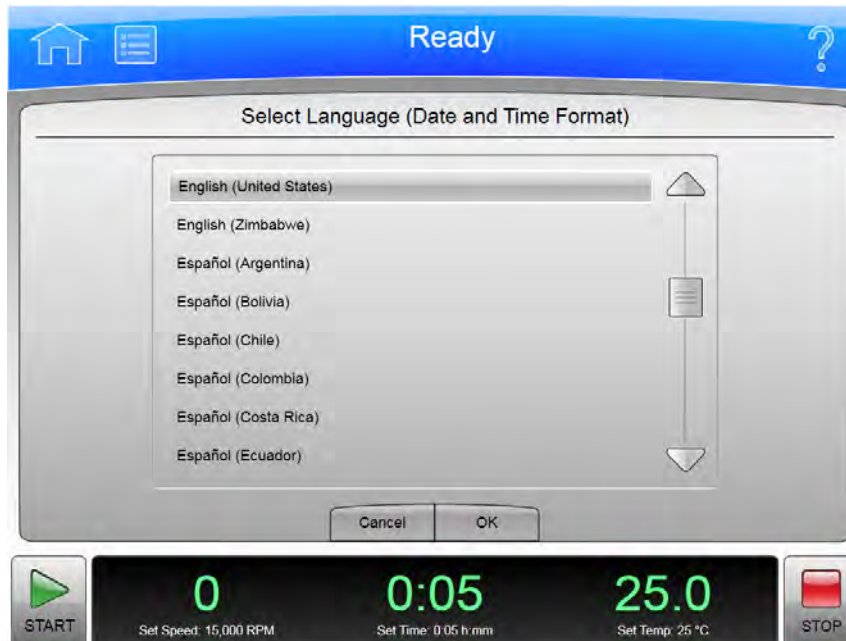 Ready
Select Language (Date and Time Format)
English (United States)
English (Zimbabwe)
Español (Argentina)
Español (Bolivia)
Español (Chile)
Español (Colombia)
Español (Costa Rica)
Español (Ecuador)
Cancel OK
0 0:05 25.0
START Set Speed: 15,000 RPM Set Time: 0:05 h:mm Set Temp: 25 °C STOP